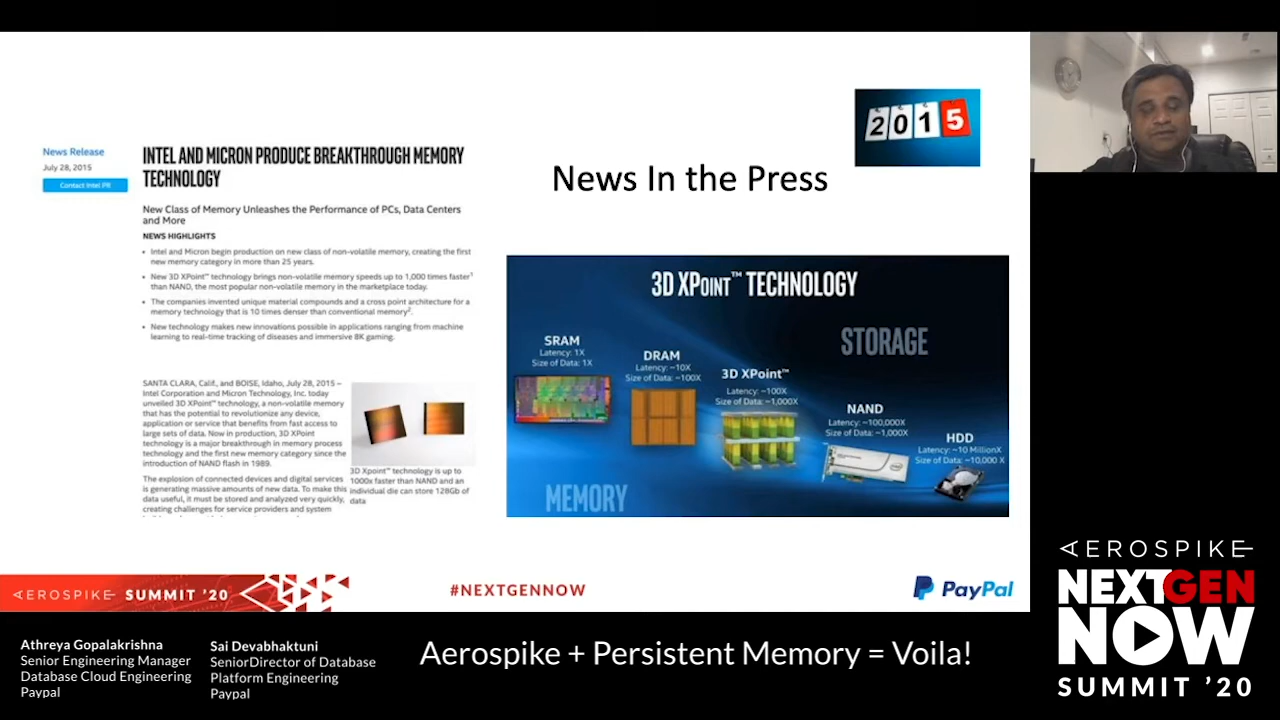 2015
News Release
July 28, 2015
Contact Intel PR
INTEL AND MICRON PRODUCE BREAKTHROUGH MEMORY
TECHNOLOGY
New Class of Memory Unleashes the Performance of PCs, Data Centers
and More
NEWS HIGHLIGHTS
• Intel and Micron begin production on new class of non-volatile memory, creating the first
new memory category in more than 25 years.
• New 3D XPoint™ technology brings non-volatile memory speeds up to 1,000 times faster¹
than NAND, the most popular non-volatile memory in the marketplace today.
• The companies invented unique material compounds and a cross point architecture for a
memory technology that is 10 times denser than conventional memory².
• New technology makes new innovations possible in applications ranging from machine
learning to real-time tracking of diseases and immersive 8K gaming.
SANTA CLARA, Calif., and BOISE, Idaho, July 28, 2015 –
Intel Corporation and Micron Technology, Inc. today
unveiled 3D XPoint™ technology, a non-volatile memory
that has the potential to revolutionize any device,
application or service that benefits from fast access to
large sets of data. Now in production, 3D XPoint
technology is a major breakthrough in memory process
technology and the first new memory category since the
introduction of NAND flash in 1989.
The explosion of connected devices and digital services
is generating massive amounts of new data. To make this
data useful, it must be stored and analyzed very quickly,
creating challenges for service providers and system
3D Xpoint™ technology is up to
1000x faster than NAND and an
individual die can store 128Gb of
data
News In the Press
3D XPOINT™ TECHNOLOGY
STORAGE
SRAM
Latency: 1X
Size of Data: 1X
DRAM
Latency: ~10X
Size of Data: ~100X
3D XPoint™
Latency: ~100X
Size of Data: ~1,000X
NAND
Latency: ~100,000X
Size of Data: ~1,000X
HDD
Latency: ~10 MillionX
Size of Data: ~10,000 X
MEMORY
AEROSPIKE SUMMIT '20
#NEXTGENNOW
PayPal
Athreya Gopalakrishna
Senior Engineering Manager
Database Cloud Engineering
Paypal
Sai Devabhaktuni
SeniorDirector of Database
Platform Engineering
Paypal
Aerospike + Persistent Memory = Voila!
AEROSPIKE
NEXTGEN
NOW
SUMMIT '20